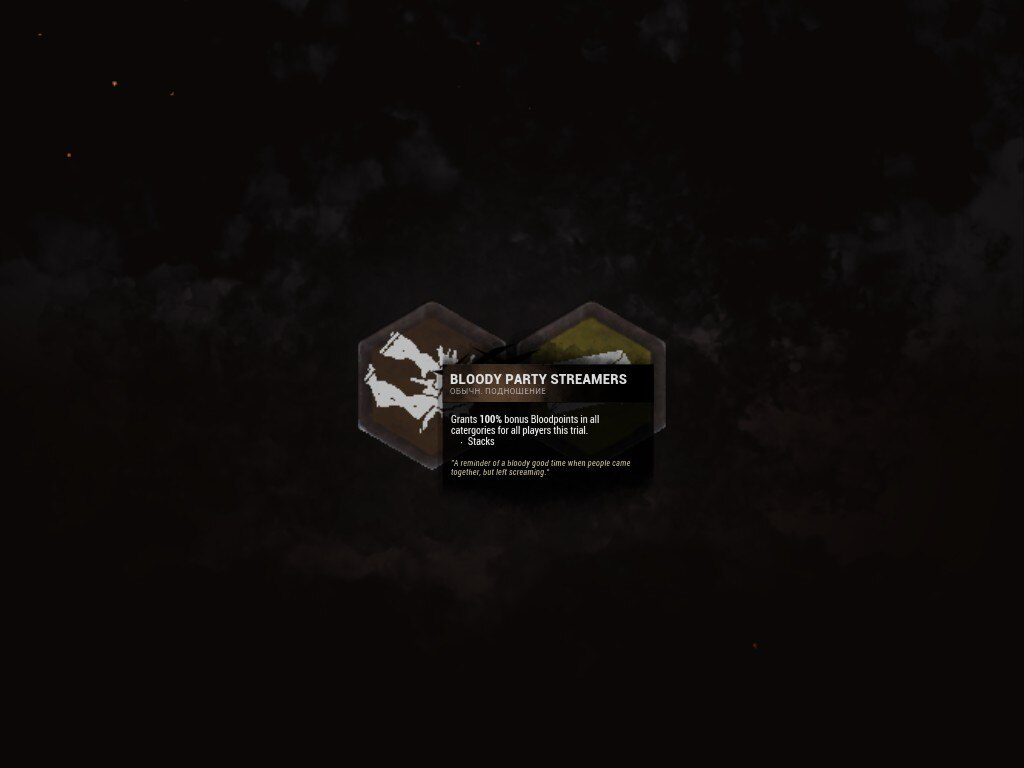 BLOODY PARTY STREAMERS
ОБЫЧН. ПОДНОШЕНИЕ
Grants 100% bonus Bloodpoints in all
catergories for all players this trial.
· Stacks
"A reminder of a bloody good time when people came
together, but left screaming."